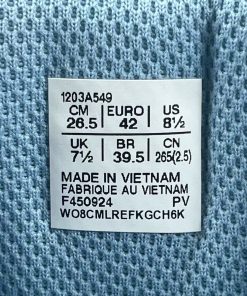 1203A549
CM EURO US
26.5 42 8½
UK BR CN
7½ 39.5 265(2.5)
MADE IN VIETNAM
FABRIQUE AU VIETNAM
F450924 PV
WO8CMLREFKGCH6K